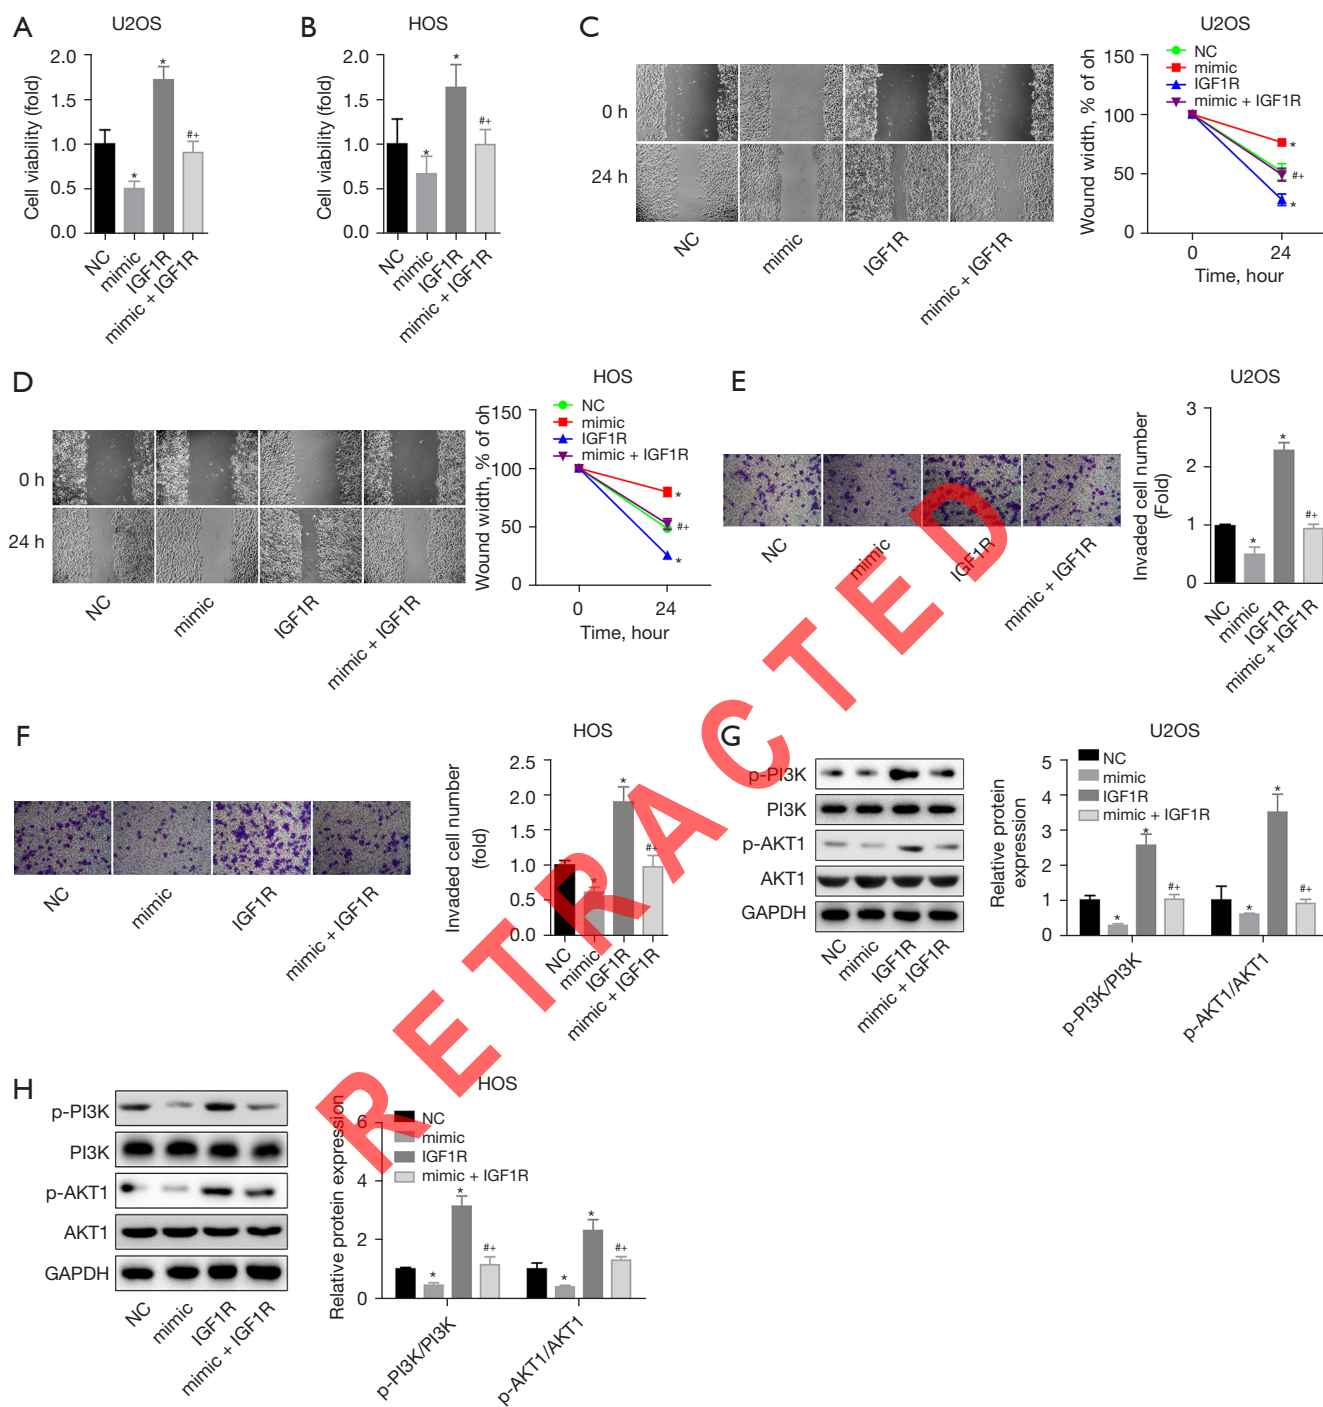 A
U2OS
Cell viability (fold)
2.0
1.5
1.0
0.5
0.0
*
*
#+
NC
mimic
IGF1R
mimic + IGF1R
B
HOS
Cell viability (fold)
2.0
1.5
1.0
0.5
0.0
*
*
#+
NC
mimic
IGF1R
mimic + IGF1R
C
0 h
24 h
NC
mimic
IGF1R
mimic + IGF1R
U2OS
Wound width, % of oh
150
100
50
0
NC
mimic
IGF1R
mimic + IGF1R
*
#+
*
0
24
Time, hour
D
0 h
24 h
NC
mimic
IGF1R
mimic + IGF1R
HOS
Wound width, % of oh
150
100
50
0
NC
mimic
IGF1R
mimic + IGF1R
*
#+
*
0
24
Time, hour
E
NC
mimic
IGF1R
mimic + IGF1R
U2OS
Invaded cell number
(Fold)
3
2
1
0
*
*
#+
NC
mimic
IGF1R
mimic + IGF1R
F
NC
mimic
IGF1R
mimic + IGF1R
HOS
Invaded cell number
(fold)
2.5
2.0
1.5
1.0
0.5
0.0
*
*
#+
NC
mimic
IGF1R
mimic + IGF1R
G
p-PI3K
PI3K
p-AKT1
AKT1
GAPDH
NC
mimic
IGF1R
mimic + IGF1R
U2OS
Relative protein
expression
5
4
3
2
1
0
NC
mimic
IGF1R
mimic + IGF1R
*
*
#+
*
*
#+
p-PI3K/PI3K
p-AKT1/AKT1
H
p-PI3K
PI3K
p-AKT1
AKT1
GAPDH
NC
mimic
IGF1R
mimic + IGF1R
HOS
Relative protein expression
6
4
2
0
NC
mimic
IGF1R
mimic + IGF1R
*
*
#+
*
*
#+
p-PI3K/PI3K
p-AKT1/AKT1
RETRACTED